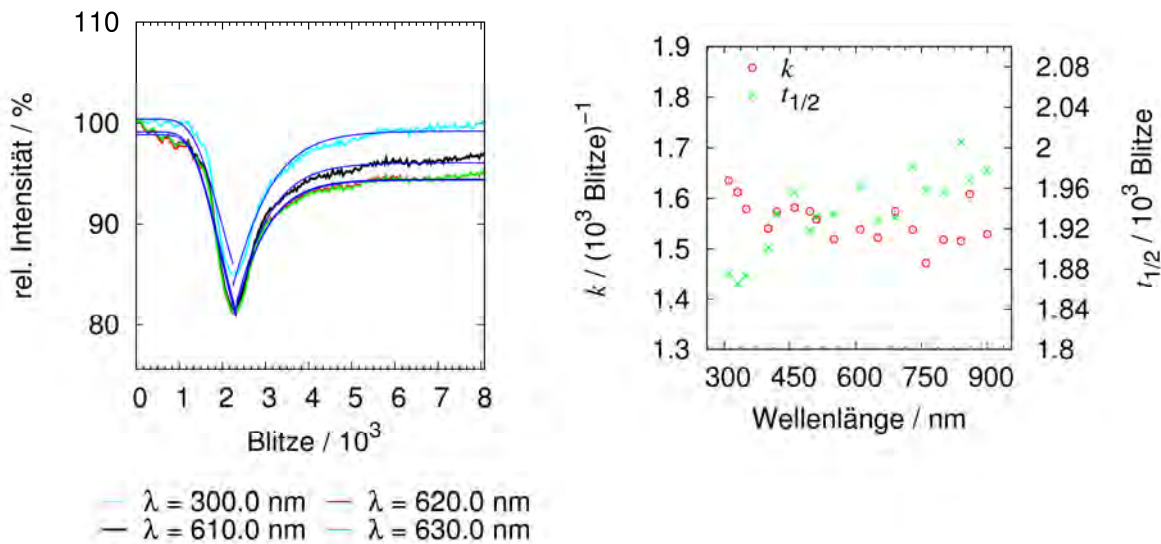 110
100
90
80
rel. Intensität / %
0 1 2 3 4 5 6 7 8
Blitze / 10³
λ = 300.0 nm
λ = 620.0 nm
λ = 610.0 nm
λ = 630.0 nm
1.9
1.8
1.7
1.6
1.5
1.4
1.3
k / (10³ Blitze)⁻¹
k
t1/2
300 450 600 750 900
Wellenlänge / nm
2.08
2.04
2
1.96
1.92
1.88
1.84
1.8
t1/2 / 10³ Blitze